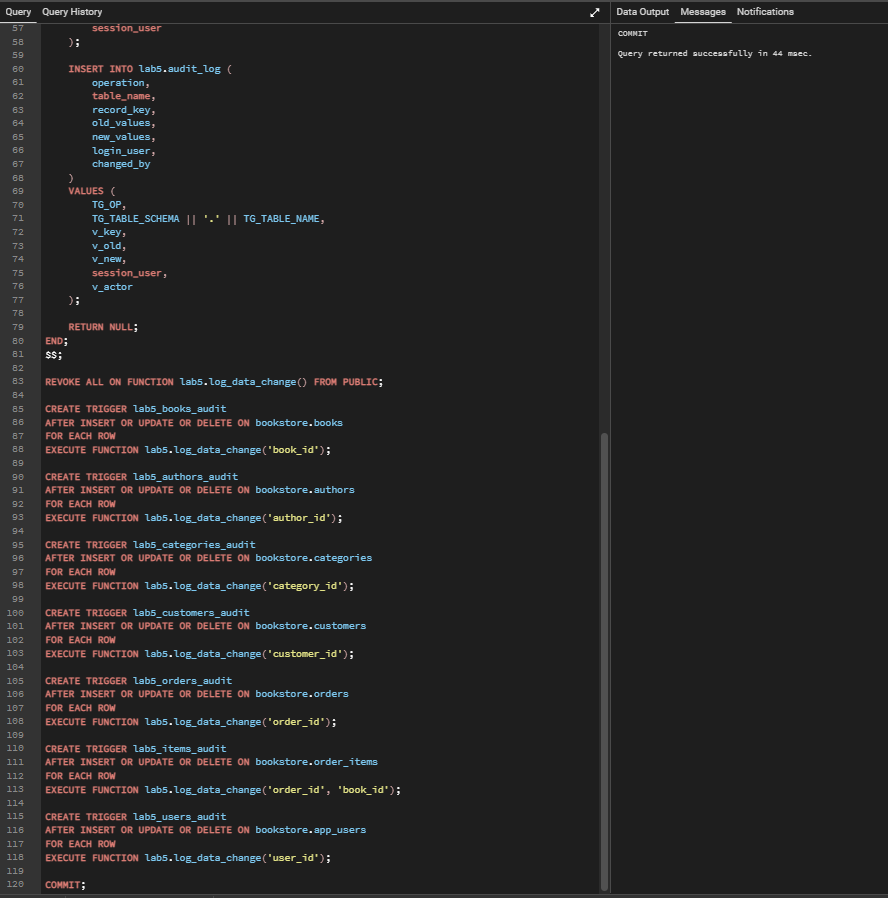 Query Query History
57         session_user
58     );
59
60     INSERT INTO lab5.audit_log (
61         operation,
62         table_name,
63         record_key,
64         old_values,
65         new_values,
66         login_user,
67         changed_by
68     )
69     VALUES (
70         TG_OP,
71         TG_TABLE_SCHEMA || '.' || TG_TABLE_NAME,
72         v_key,
73         v_old,
74         v_new,
75         session_user,
76         v_actor
77     );
78
79     RETURN NULL;
80 END;
81 $$;
82
83 REVOKE ALL ON FUNCTION lab5.log_data_change() FROM PUBLIC;
84
85 CREATE TRIGGER lab5_books_audit
86 AFTER INSERT OR UPDATE OR DELETE ON bookstore.books
87 FOR EACH ROW
88 EXECUTE FUNCTION lab5.log_data_change('book_id');
89
90 CREATE TRIGGER lab5_authors_audit
91 AFTER INSERT OR UPDATE OR DELETE ON bookstore.authors
92 FOR EACH ROW
93 EXECUTE FUNCTION lab5.log_data_change('author_id');
94
95 CREATE TRIGGER lab5_categories_audit
96 AFTER INSERT OR UPDATE OR DELETE ON bookstore.categories
97 FOR EACH ROW
98 EXECUTE FUNCTION lab5.log_data_change('category_id');
99
100 CREATE TRIGGER lab5_customers_audit
101 AFTER INSERT OR UPDATE OR DELETE ON bookstore.customers
102 FOR EACH ROW
103 EXECUTE FUNCTION lab5.log_data_change('customer_id');
104
105 CREATE TRIGGER lab5_orders_audit
106 AFTER INSERT OR UPDATE OR DELETE ON bookstore.orders
107 FOR EACH ROW
108 EXECUTE FUNCTION lab5.log_data_change('order_id');
109
110 CREATE TRIGGER lab5_items_audit
111 AFTER INSERT OR UPDATE OR DELETE ON bookstore.order_items
112 FOR EACH ROW
113 EXECUTE FUNCTION lab5.log_data_change('order_id', 'book_id');
114
115 CREATE TRIGGER lab5_users_audit
116 AFTER INSERT OR UPDATE OR DELETE ON bookstore.app_users
117 FOR EACH ROW
118 EXECUTE FUNCTION lab5.log_data_change('user_id');
119
120 COMMIT;
Data Output Messages Notifications
COMMIT
Query returned successfully in 44 msec.